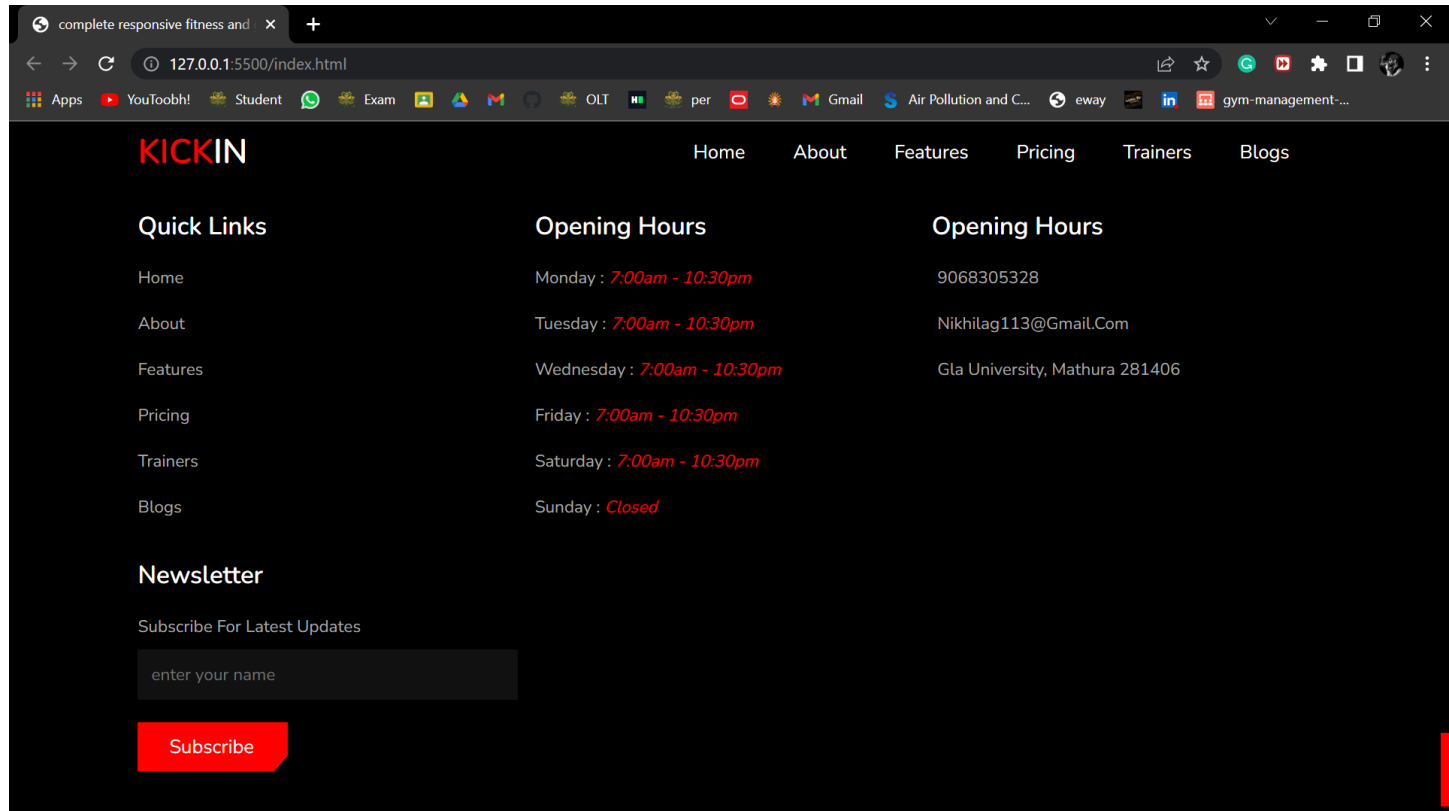 complete responsive fitness and
127.0.0.1:5500/index.html
Apps YouToobh! Student Exam OLT per Gmail Air Pollution and C... eway gym-management-...
KICKIN Home About Features Pricing Trainers Blogs
Quick Links
Home
About
Features
Pricing
Trainers
Blogs
Opening Hours
Monday : 7:00am - 10:30pm
Tuesday : 7:00am - 10:30pm
Wednesday : 7:00am - 10:30pm
Friday : 7:00am - 10:30pm
Saturday : 7:00am - 10:30pm
Sunday : Closed
Opening Hours
9068305328
Nikhilag113@Gmail.Com
Gla University, Mathura 281406
Newsletter
Subscribe For Latest Updates
enter your name
Subscribe